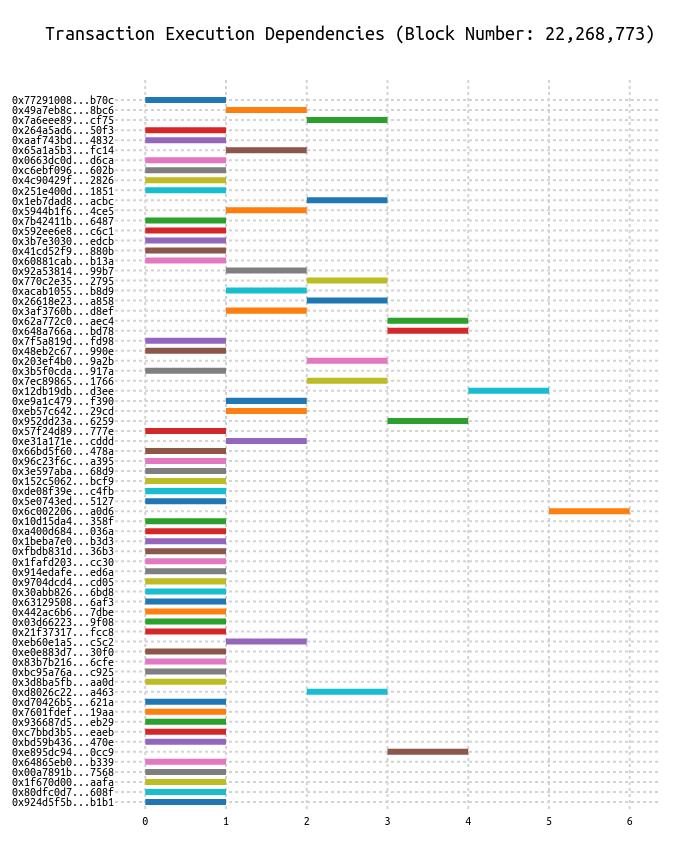 Transaction Execution Dependencies (Block Number: 22,268,773)
0x77291008...b70c
0x49a7eb8c...8bc6
0x7a6eee89...cf75
0x264a5ad6...50f3
0xaaf743bd...4832
0x65a1a5b3...fc14
0x0663dc0d...d6ca
0xc6ebf096...602b
0x4c90429f...2826
0x251e400d...1851
0x1eb7dad8...acbc
0x5944b1f6...4ce5
0x7b42411b...6487
0x592ee6e8...c6c1
0x3b7e3030...edcb
0x41cd52f9...880b
0x60881cab...b13a
0x92a53814...99b7
0x770c2e35...2795
0xacab1055...b8d9
0x26618e23...a858
0x3af3760b...d8ef
0x62a772c0...aec4
0x648a766a...bd78
0x7f5a819d...fd98
0x48eb2c67...990e
0x203ef4b0...9a2b
0x3b5f0cda...917a
0x7ec89865...1766
0x12db19db...d3ee
0xe9a1c479...f390
0xeb57c642...29cd
0x952dd23a...6259
0x57f24d89...777e
0xe31a171e...cddd
0x66bd5f60...478a
0x96c23f6c...a395
0x3e597aba...68d9
0x152c5062...bcf9
0xde08f39e...c4fb
0x5e0743ed...5127
0x6c002206...a0d6
0x10d15da4...358f
0xa400d684...036a
0x1beba7e0...b3d3
0xfbdb831d...36b3
0x1fafd203...cc30
0x914edafe...ed6a
0x9704dcd4...cd05
0x30abb826...6bd8
0x63129508...6af3
0x442ac6b6...7dbe
0x03d66223...9f08
0x21f37317...fcc8
0xeb60e1a5...c5c2
0xe0e883d7...30f0
0x83b7b216...6cfe
0xbc95a76a...c925
0x3d8ba5fb...aa0d
0xd8026c22...a463
0xd70426b5...621a
0x7601fdef...19aa
0x936687d5...eb29
0xc7bbd3b5...eaeb
0xbd59b436...470e
0xe895dc94...0cc9
0x64865eb0...b339
0x00a7891b...7568
0x1f670d00...aafa
0x80dfc0d7...608f
0x924d5f5b...b1b1
0 1 2 3 4 5 6